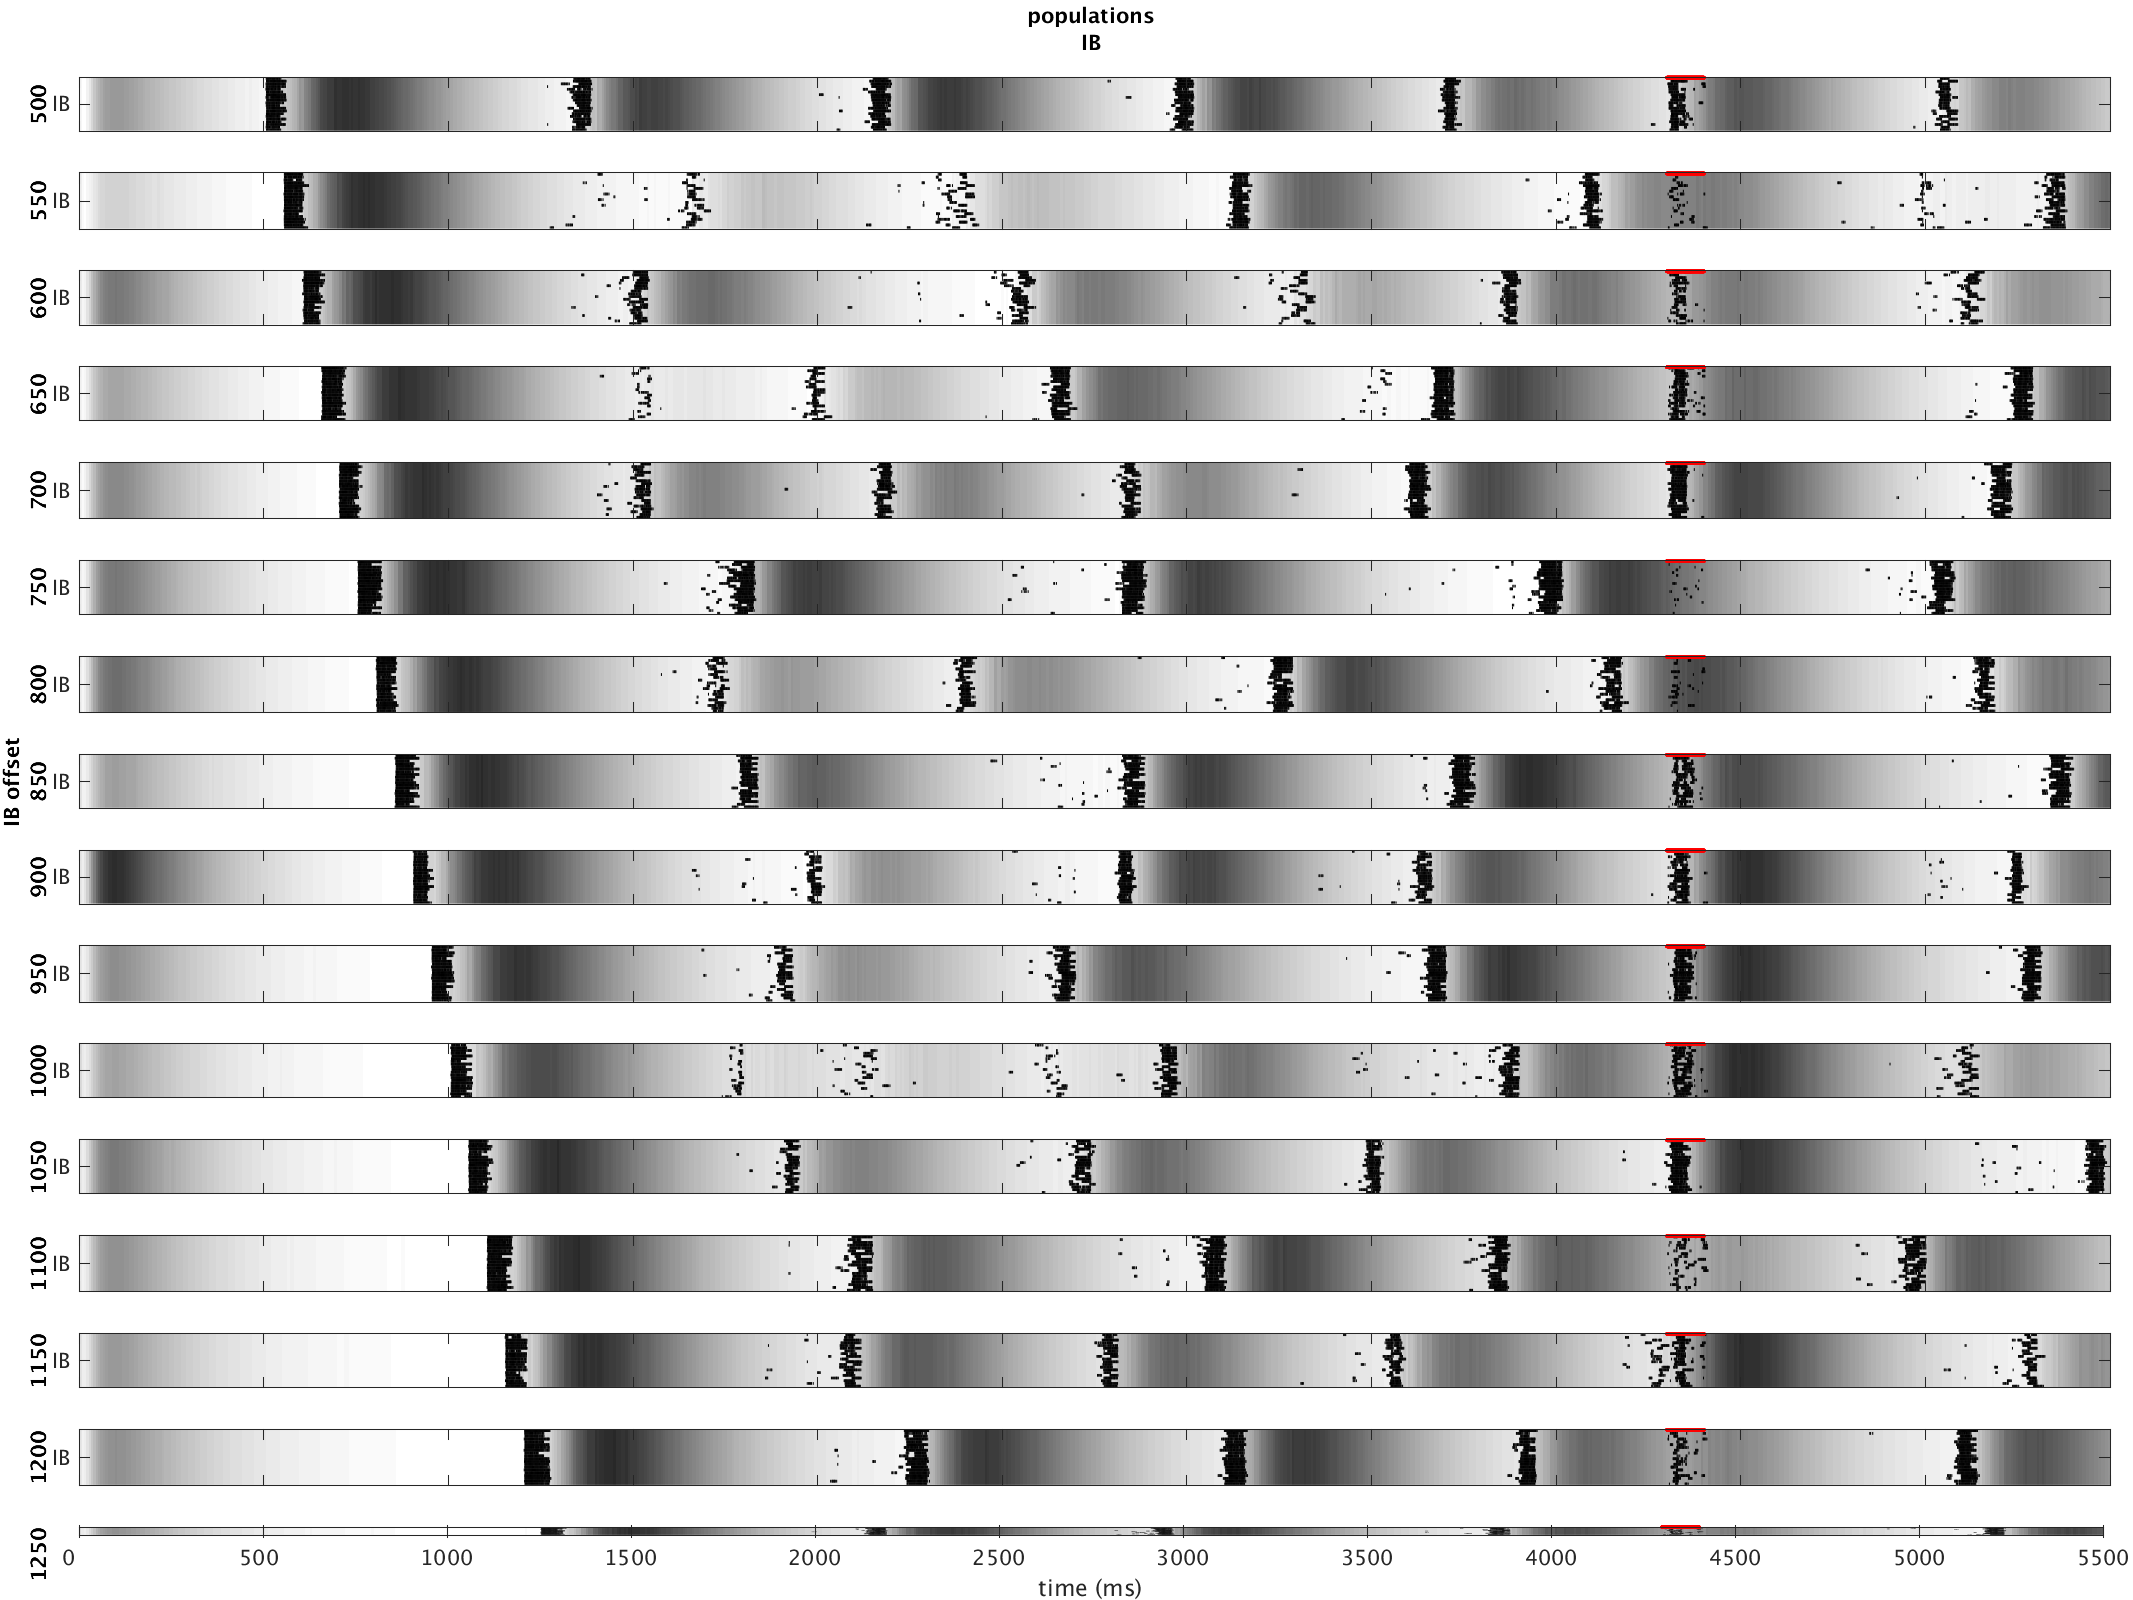 populations
IB
IB offset
500 IB
550 IB
600 IB
650 IB
700 IB
750 IB
800 IB
850 IB
900 IB
950 IB
1000 IB
1050 IB
1100 IB
1150 IB
1200 IB
1250
0 500 1000 1500 2000 2500 3000 3500 4000 4500 5000 5500
time (ms)